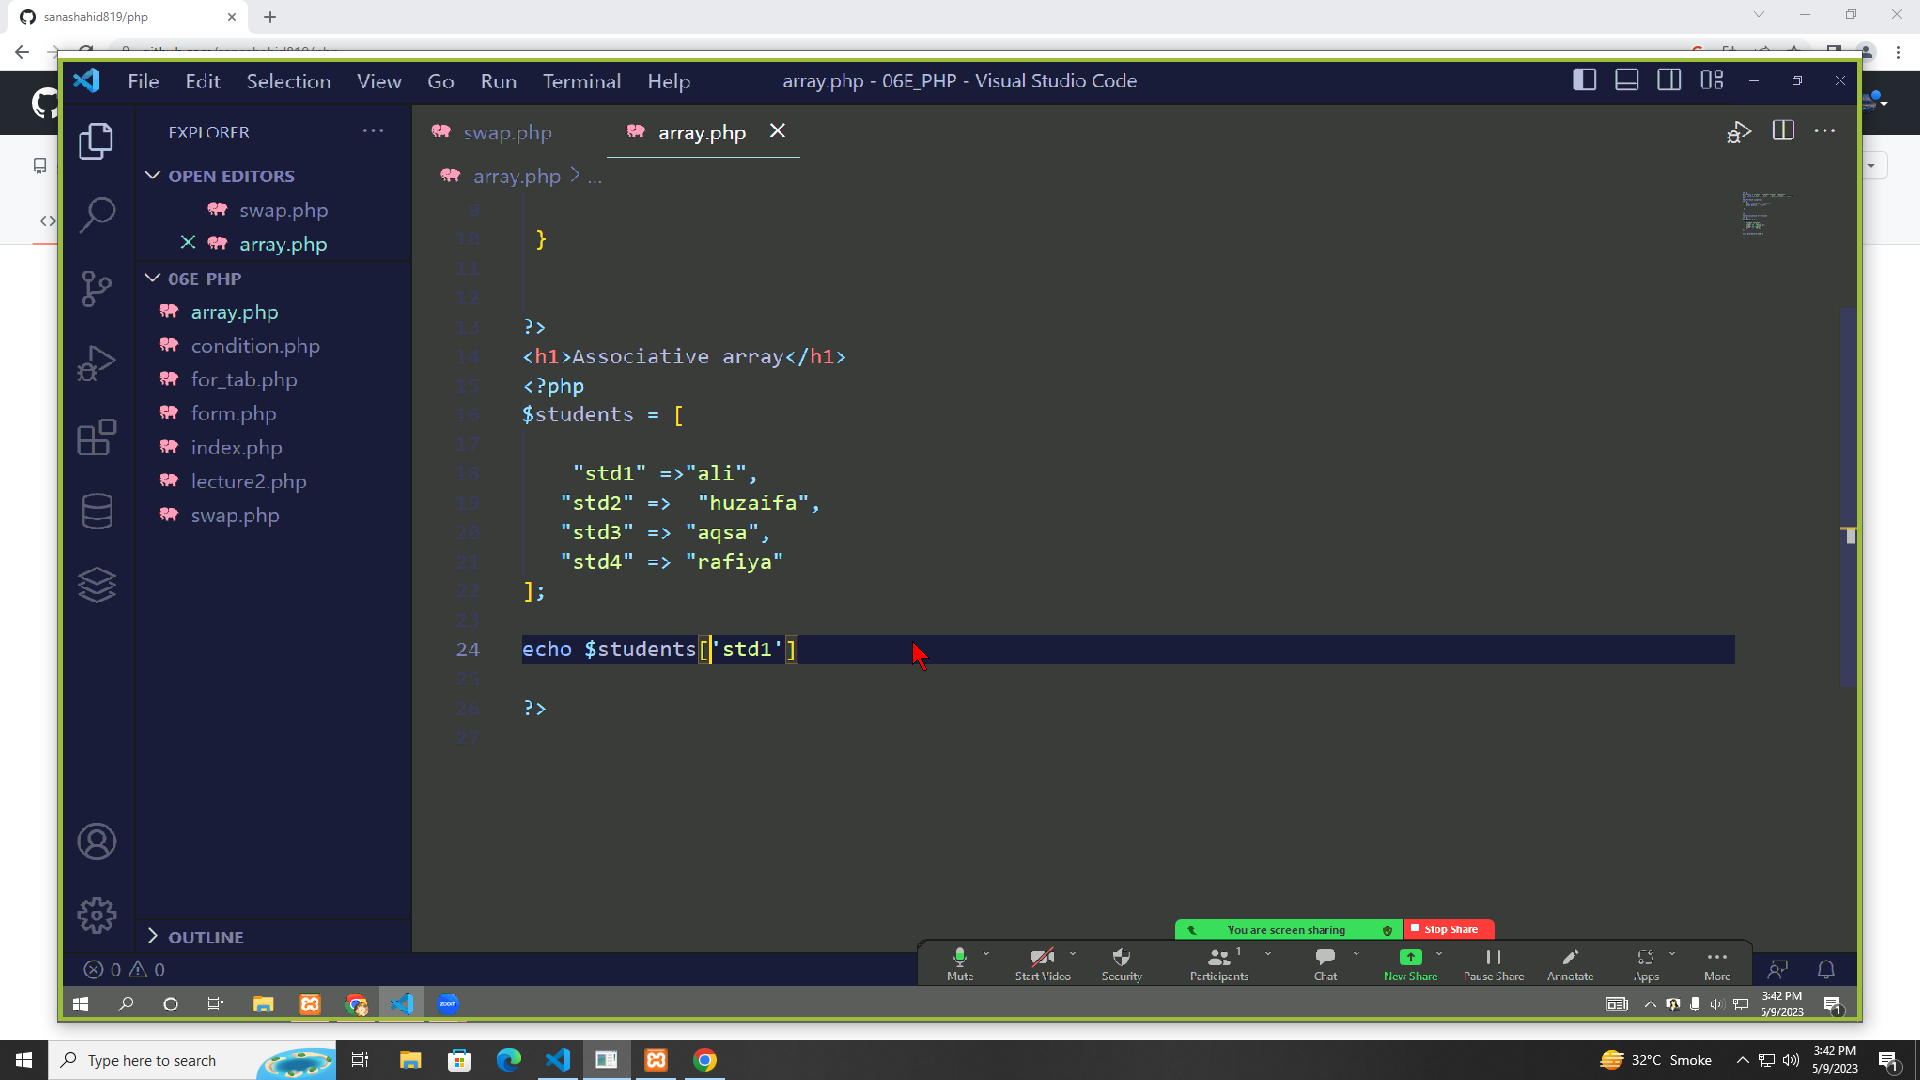 sanashahid819/php
File Edit Selection View Go Run Terminal Help
array.php - 06E_PHP - Visual Studio Code
EXPLORER
swap.php
array.php
array.php > ...
OPEN EDITORS
swap.php
array.php
06E PHP
array.php
condition.php
for_tab.php
form.php
index.php
lecture2.php
swap.php
OUTLINE
9
10 }
11
12
13 ?>
14 <h1>Associative array</h1>
15 <?php
16 $students = [
17
18 "std1" =>"ali",
19 "std2" => "huzaifa",
20 "std3" => "aqsa",
21 "std4" => "rafiya"
22 ];
23
24 echo $students['std1']
25
26 ?>
27
You are screen sharing Stop Share
Mute Start Video Security Participants 1 Chat New Share Pause Share Annotate Apps More
0 0
zoom
3:42 PM
5/9/2023
1
Type here to search
32°C Smoke
3:42 PM
5/9/2023
1